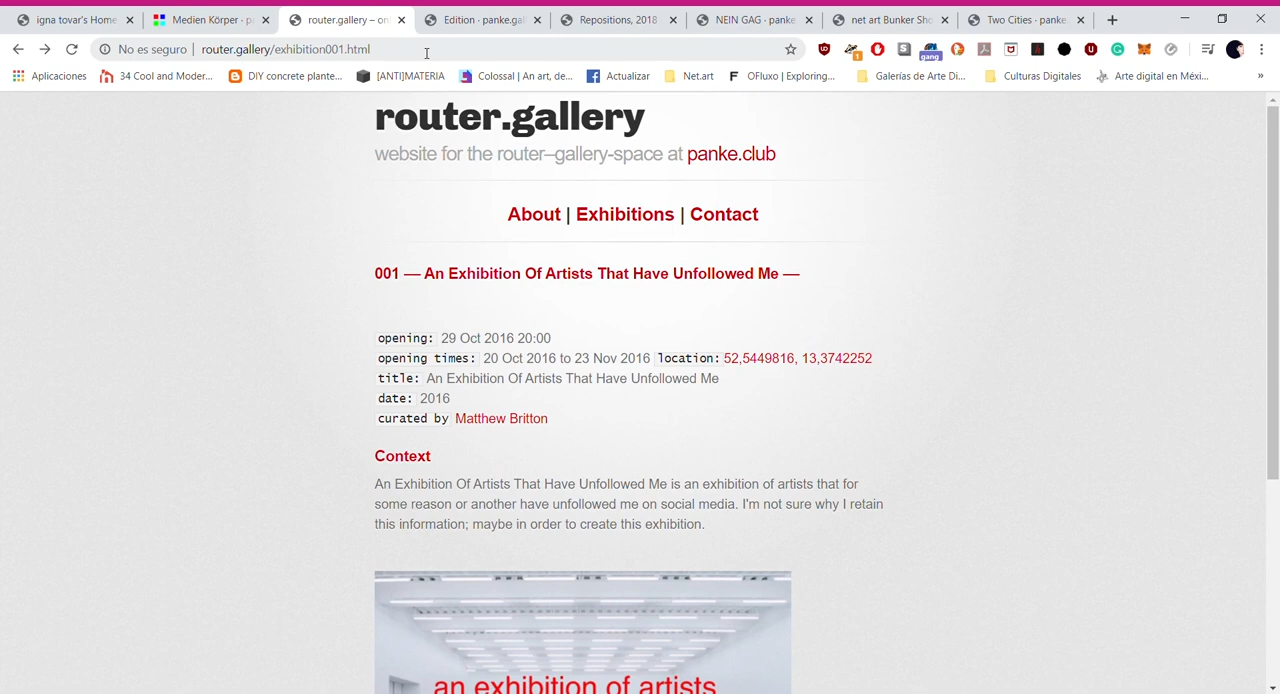 igna tovar's Home
Medien Körper · pa
router.gallery – on
Edition · panke.gal
Repositions, 2018 ·
NEIN GAG · panke.
net art Bunker Sho
Two Cities · panke.
No es seguro | router.gallery/exhibition001.html
1
gang
Aplicaciones
34 Cool and Moder...
DIY concrete plante...
[ANTI]MATERIA
Colossal | An art, de...
Actualizar
Net.art
OFluxo | Exploring...
Galerías de Arte Di...
Culturas Digitales
Arte digital en Méxi...
»
router.gallery
website for the router–gallery-space at panke.club
About | Exhibitions | Contact
001 — An Exhibition Of Artists That Have Unfollowed Me —
opening: 29 Oct 2016 20:00
opening times: 20 Oct 2016 to 23 Nov 2016 location: 52,5449816, 13,3742252
title: An Exhibition Of Artists That Have Unfollowed Me
date: 2016
curated by Matthew Britton
Context
An Exhibition Of Artists That Have Unfollowed Me is an exhibition of artists that for
some reason or another have unfollowed me on social media. I'm not sure why I retain
this information; maybe in order to create this exhibition.
an exhibition of artists